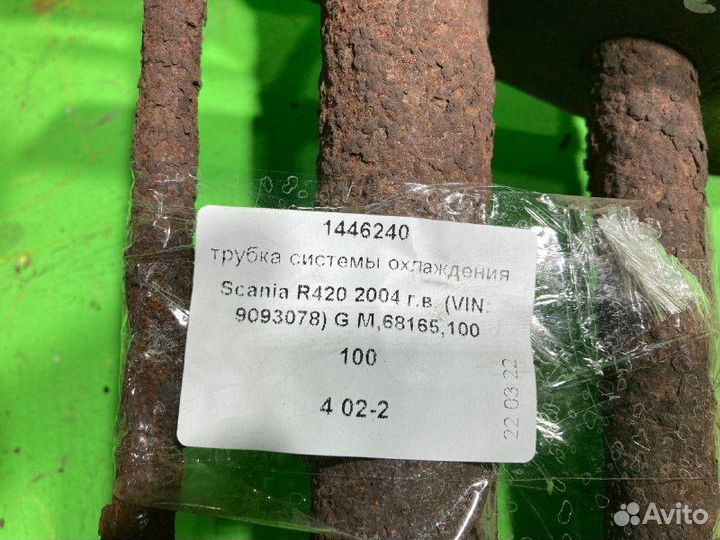 1446240
трубка системы охлаждения
Scania R420 2004 г.в. (VIN:
9093078) G M,68165,100
100
4 02-2
22 03 22
Avito